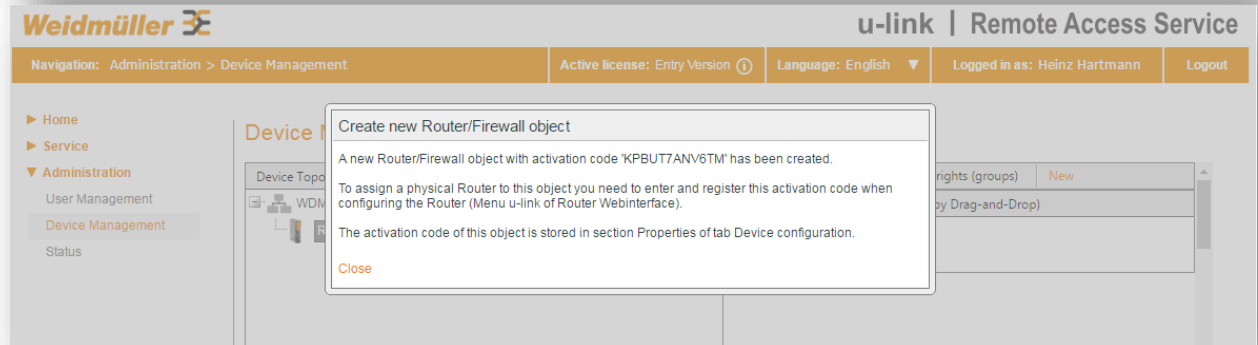 Weidmüller
u-link | Remote Access Service
Navigation: Administration > Device Management
Active license: Entry Version
Language: English
Logged in as: Heinz Hartmann
Logout
Home
Service
Administration
User Management
Device Management
Status
Device
Device Topo
WDM
Create new Router/Firewall object
A new Router/Firewall object with activation code 'KPBUT7ANV6TM' has been created.
To assign a physical Router to this object you need to enter and register this activation code when
configuring the Router (Menu u-link of Router Webinterface).
The activation code of this object is stored in section Properties of tab Device configuration.
Close
rights (groups)
New
by Drag-and-Drop)